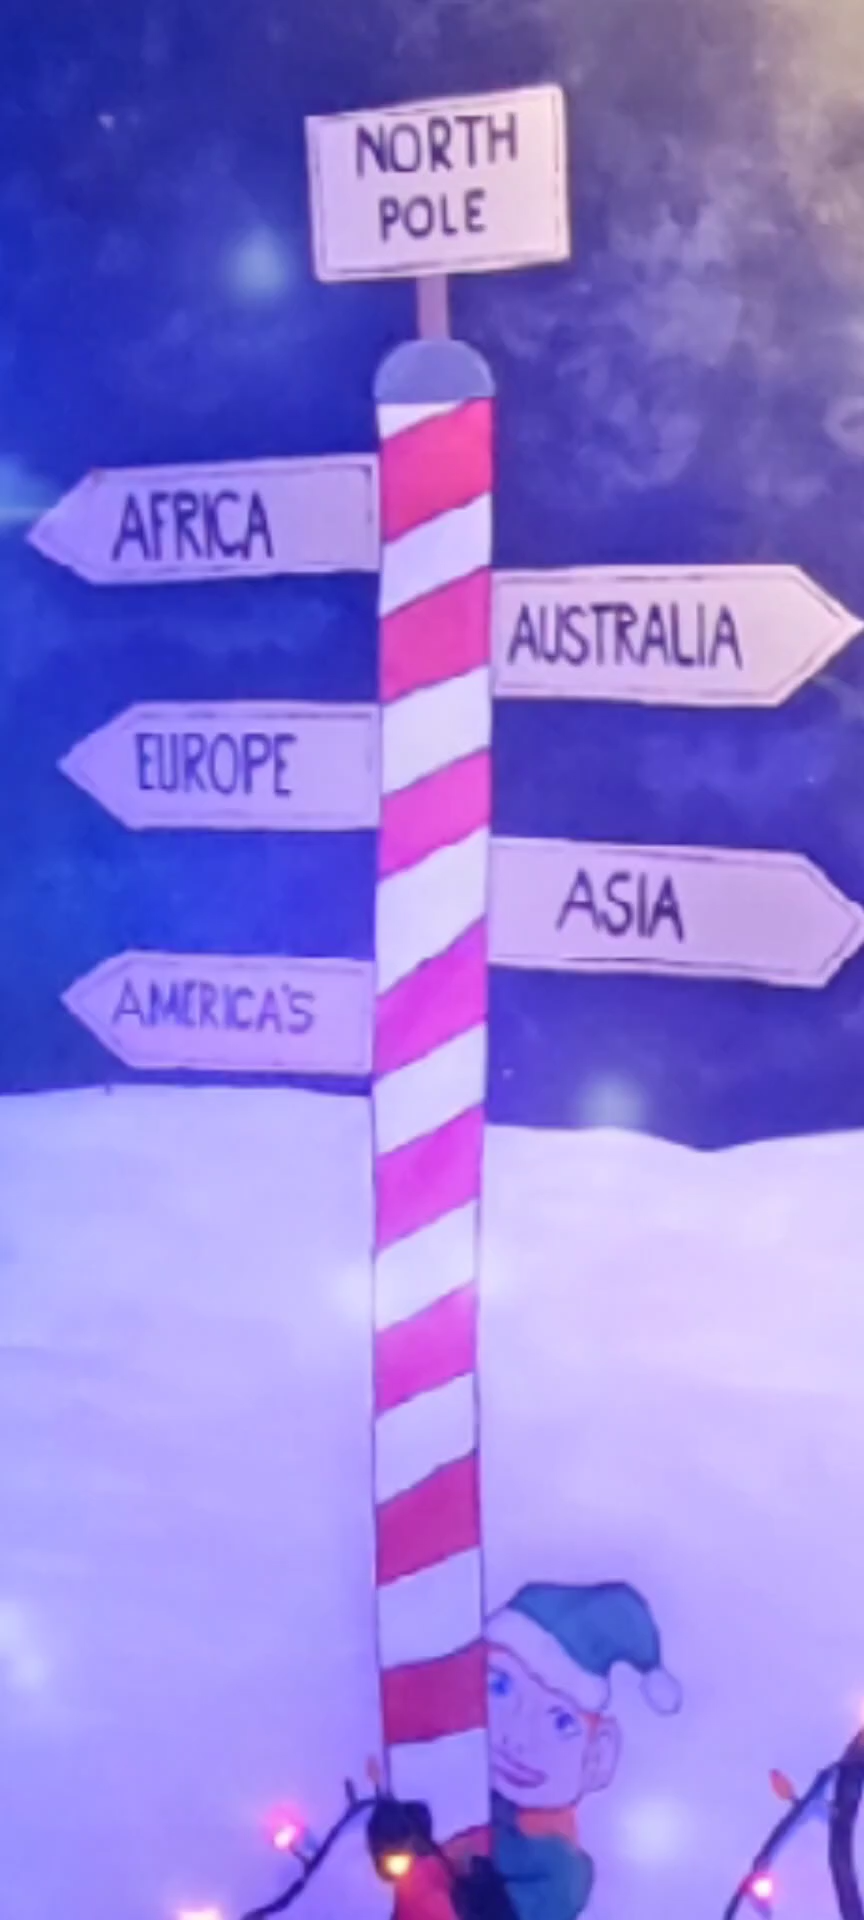 NORTH
POLE
AFRICA
AUSTRALIA
EUROPE
ASIA
AMERICA'S